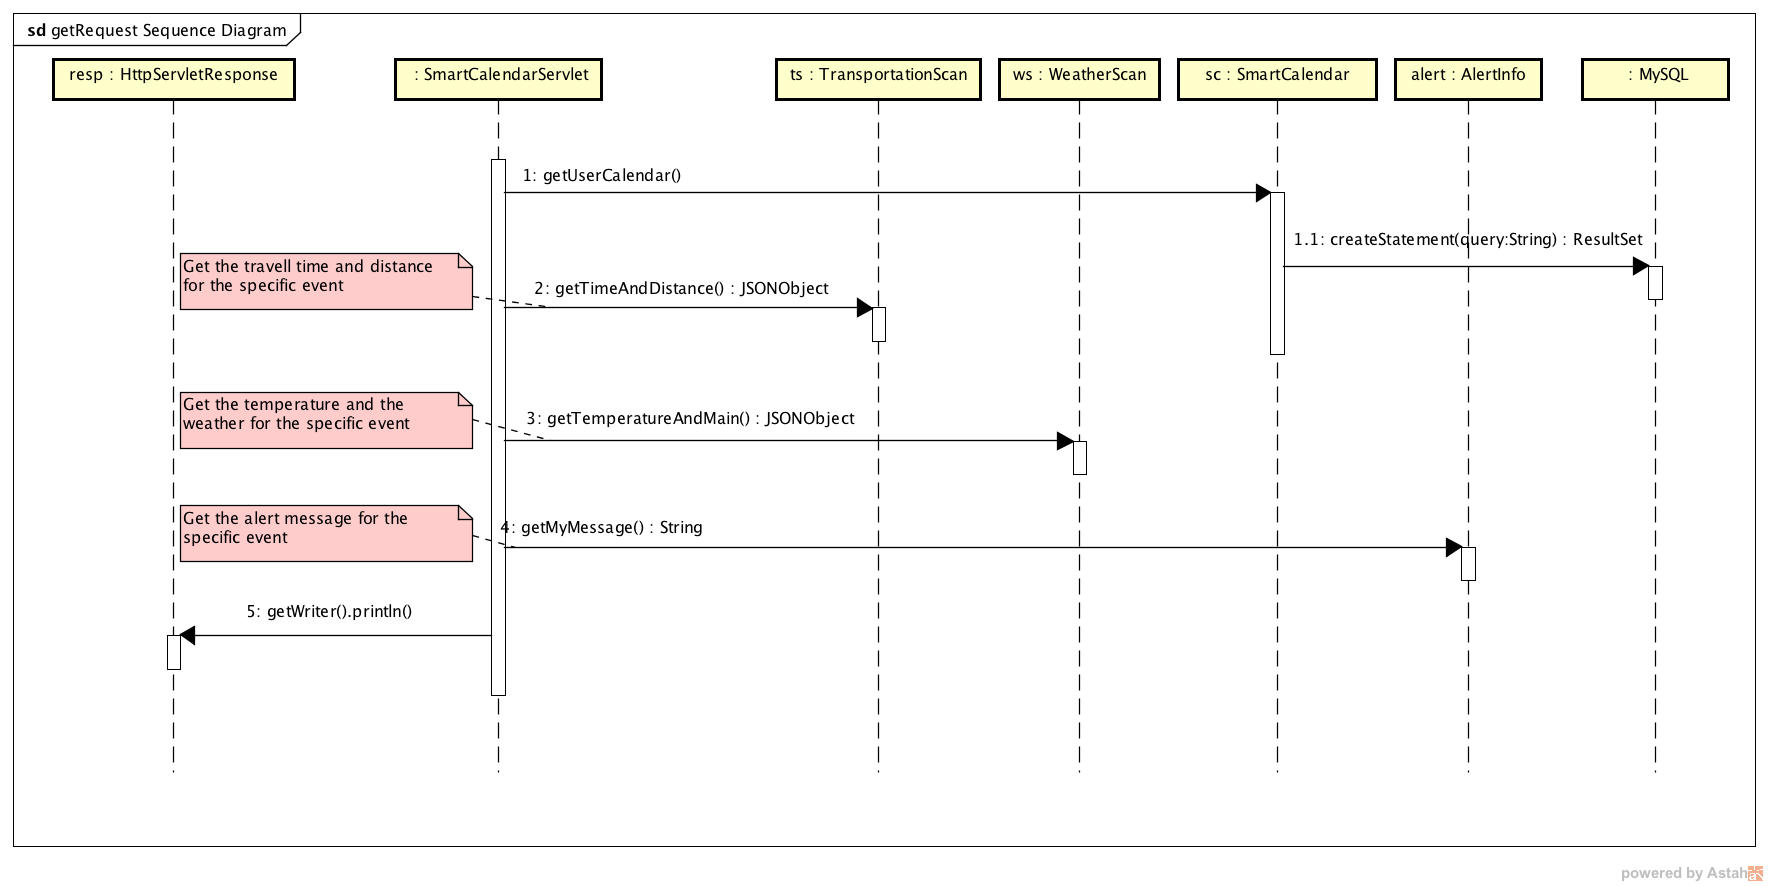 sd getRequest Sequence Diagram
resp : HttpServletResponse
: SmartCalendarServlet
ts : TransportationScan
ws : WeatherScan
sc : SmartCalendar
alert : AlertInfo
: MySQL
1: getUserCalendar()
1.1: createStatement(query:String) : ResultSet
Get the travell time and distance
for the specific event
2: getTimeAndDistance() : JSONObject
Get the temperature and the
weather for the specific event
3: getTemperatureAndMain() : JSONObject
Get the alert message for the
specific event
4: getMyMessage() : String
5: getWriter().println()
powered by Astah